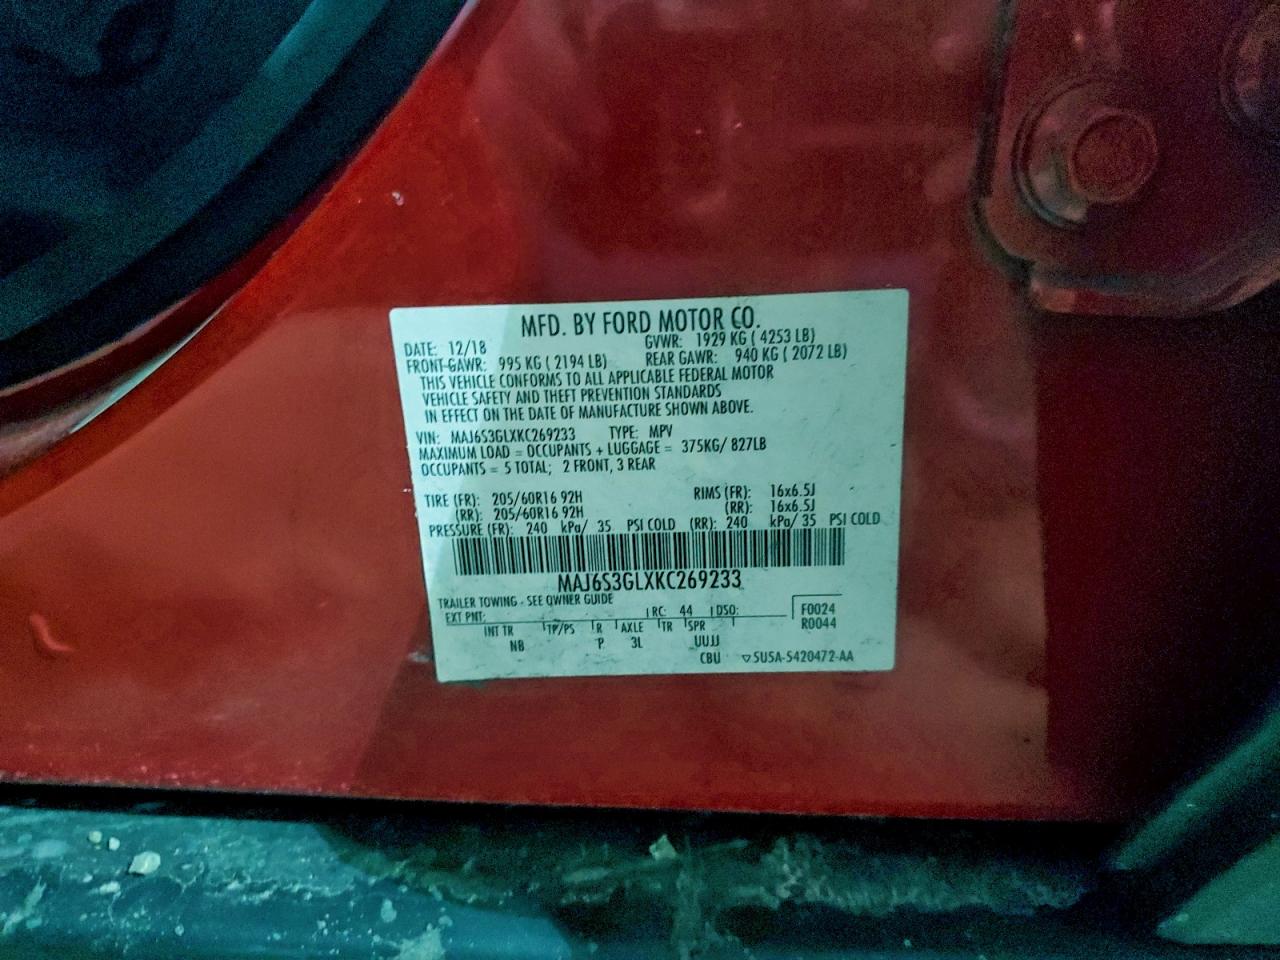 MFD. BY FORD MOTOR CO.
DATE: 12/18 GVWR: 1929 KG ( 4253 LB)
FRONT-GAWR: 995 KG ( 2194 LB) REAR GAWR: 940 KG ( 2072 LB)
THIS VEHICLE CONFORMS TO ALL APPLICABLE FEDERAL MOTOR
VEHICLE SAFETY AND THEFT PREVENTION STANDARDS
IN EFFECT ON THE DATE OF MANUFACTURE SHOWN ABOVE.
VIN: MAJ6S3GLXKC269233 TYPE: MPV
MAXIMUM LOAD = OCCUPANTS + LUGGAGE = 375KG/ 827LB
OCCUPANTS = 5 TOTAL; 2 FRONT, 3 REAR
TIRE (FR): 205/60R16 92H RIMS (FR): 16x6.5J
(RR): 205/60R16 92H (RR): 16x6.5J
PRESSURE (FR): 240 kPa/ 35 PSI COLD (RR): 240 kPa/ 35 PSI COLD
MAJ6S3GLXKC269233
TRAILER TOWING - SEE OWNER GUIDE
EXT PNT: RC: 44 DSO: F0024
R0044
INT TR TP/PS R AXLE TR SPR
NB P 3L UUJJ
CBU ▽SU5A-5420472-AA